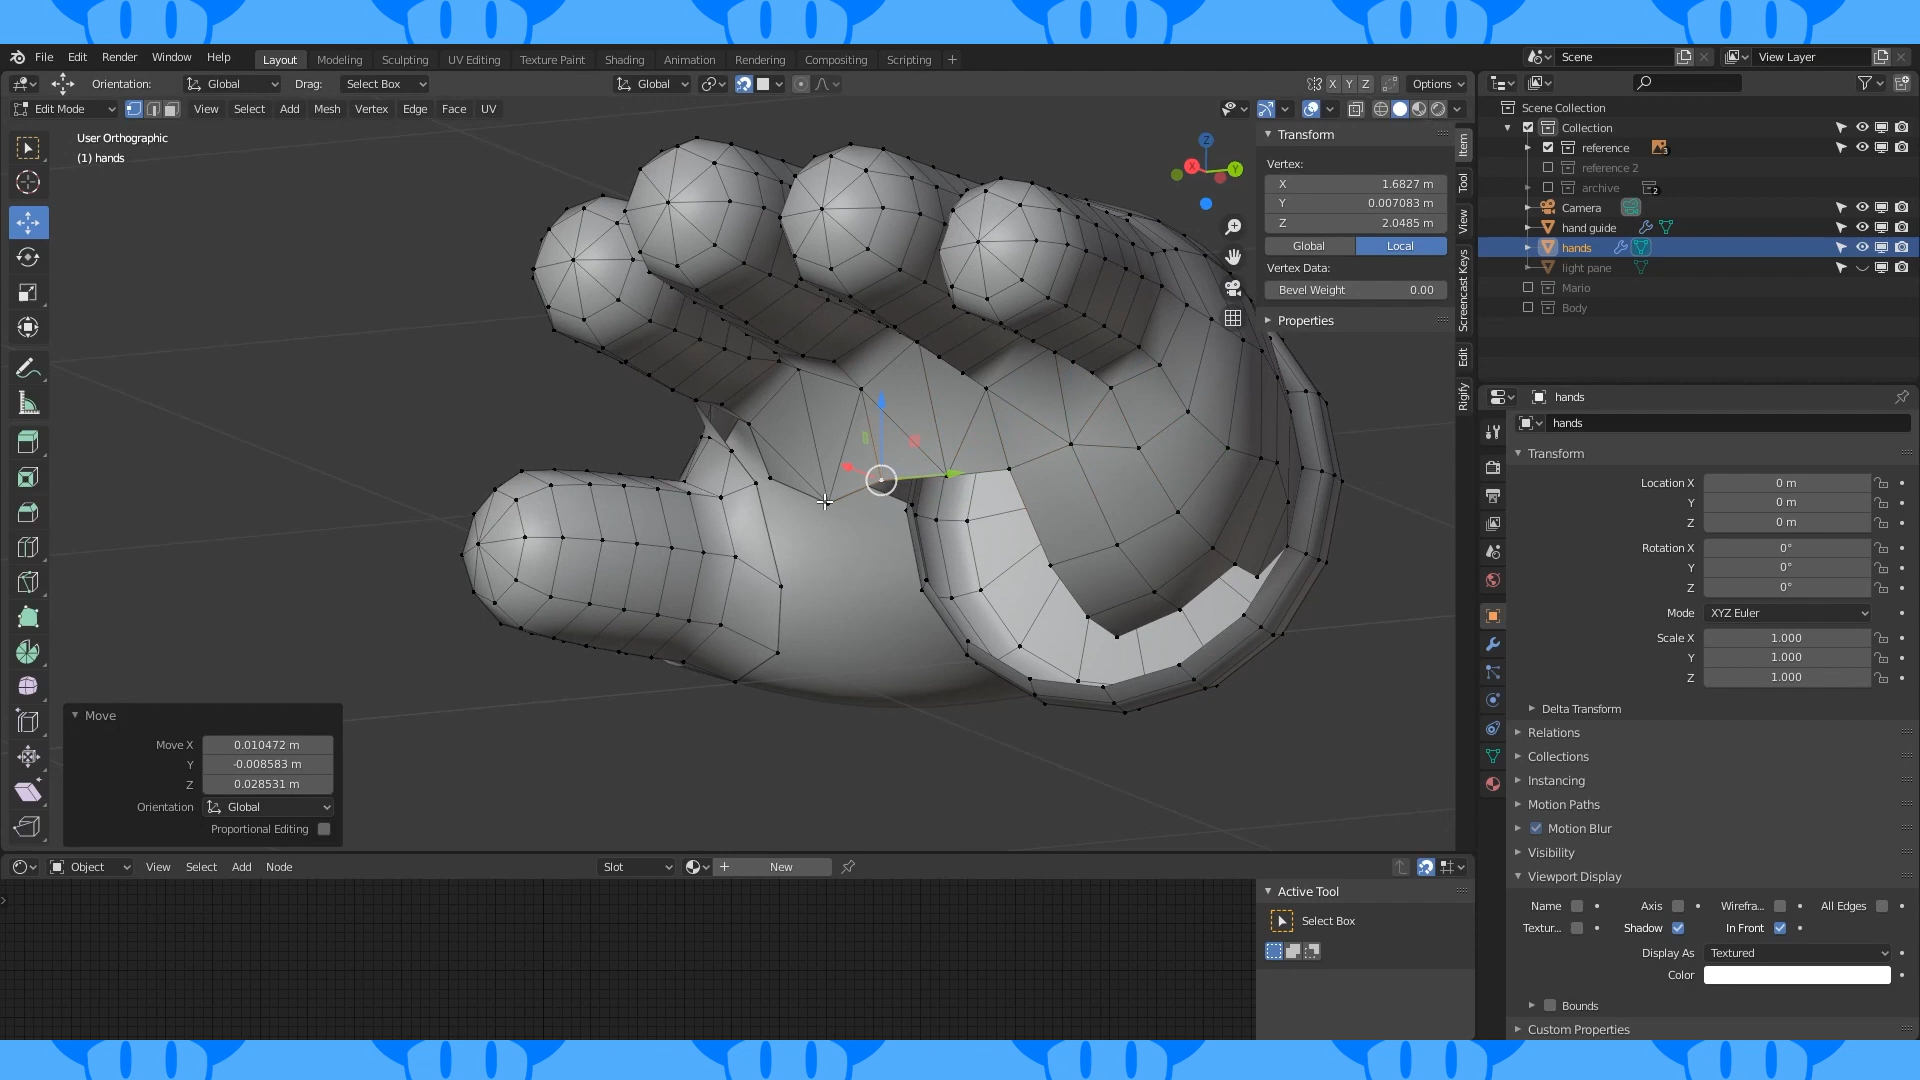 File Edit Render Window Help Layout Modeling Sculpting UV Editing Texture Paint Shading Animation Rendering Compositing Scripting + Scene View Layer
Orientation: Global Drag: Select Box Global X Y Z Options
Edit Mode View Select Add Mesh Vertex Edge Face UV
User Orthographic
(1) hands
Z
X
Y
Transform
Vertex:
X 1.6827 m
Y 0.007083 m
Z 2.0485 m
Global Local
Vertex Data:
Bevel Weight 0.00
Properties
Item
Tool
View
Screencast Keys
Edit
Rigify
Scene Collection
Collection
reference 3
reference 2
archive 2
Camera
hand guide
hands
light pane
Mario
Body
hands
hands
Transform
Location X 0 m
Y 0 m
Z 0 m
Rotation X 0°
Y 0°
Z 0°
Mode XYZ Euler
Scale X 1.000
Y 1.000
Z 1.000
Delta Transform
Relations
Collections
Instancing
Motion Paths
Motion Blur
Visibility
Viewport Display
Name Axis Wirefra... All Edges
Textur... Shadow In Front
Display As Textured
Color
Bounds
Custom Properties
Move
Move X 0.010472 m
Y -0.008583 m
Z 0.028531 m
Orientation Global
Proportional Editing
Object View Select Add Node Slot New
Active Tool
Select Box